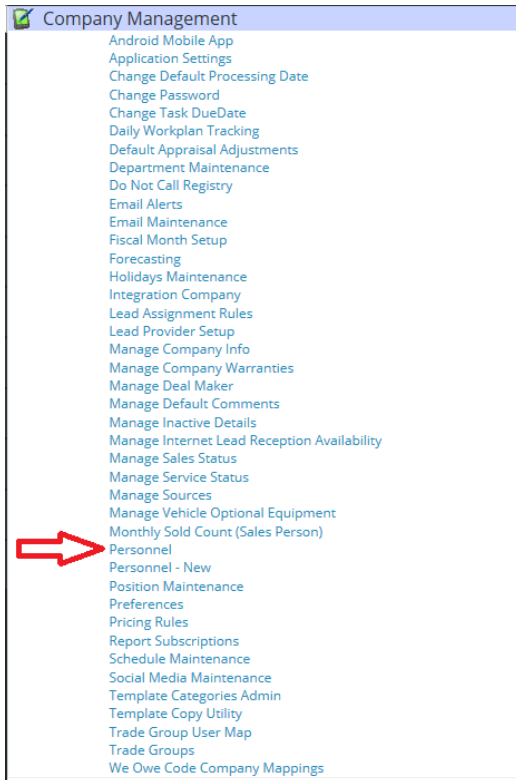 Company Management
Android Mobile App
Application Settings
Change Default Processing Date
Change Password
Change Task DueDate
Daily Workplan Tracking
Default Appraisal Adjustments
Department Maintenance
Do Not Call Registry
Email Alerts
Email Maintenance
Fiscal Month Setup
Forecasting
Holidays Maintenance
Integration Company
Lead Assignment Rules
Lead Provider Setup
Manage Company Info
Manage Company Warranties
Manage Deal Maker
Manage Default Comments
Manage Inactive Details
Manage Internet Lead Reception Availability
Manage Sales Status
Manage Service Status
Manage Sources
Manage Vehicle Optional Equipment
Monthly Sold Count (Sales Person)
Personnel
Personnel - New
Position Maintenance
Preferences
Pricing Rules
Report Subscriptions
Schedule Maintenance
Social Media Maintenance
Template Categories Admin
Template Copy Utility
Trade Group User Map
Trade Groups
We Owe Code Company Mappings